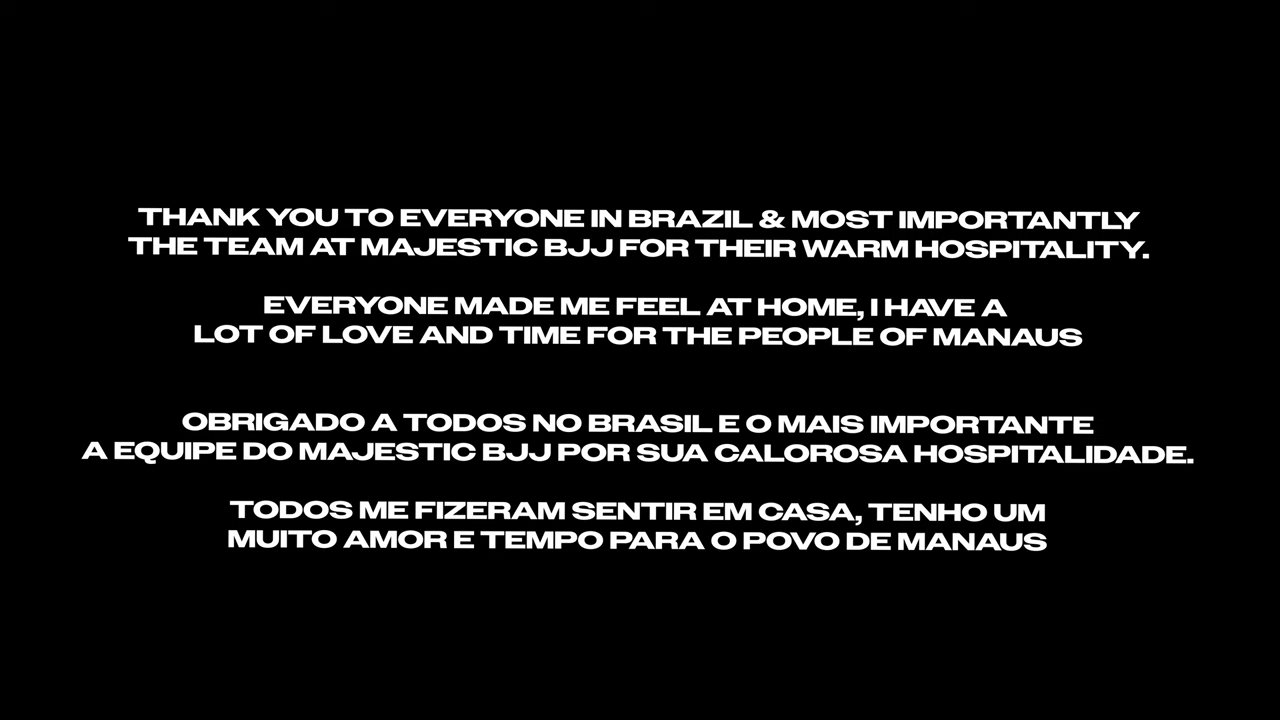 THANK YOU TO EVERYONE IN BRAZIL & MOST IMPORTANTLY
THE TEAM AT MAJESTIC BJJ FOR THEIR WARM HOSPITALITY.
EVERYONE MADE ME FEEL AT HOME, I HAVE A
LOT OF LOVE AND TIME FOR THE PEOPLE OF MANAUS
OBRIGADO A TODOS NO BRASIL E O MAIS IMPORTANTE
A EQUIPE DO MAJESTIC BJJ POR SUA CALOROSA HOSPITALIDADE.
TODOS ME FIZERAM SENTIR EM CASA, TENHO UM
MUITO AMOR E TEMPO PARA O POVO DE MANAUS